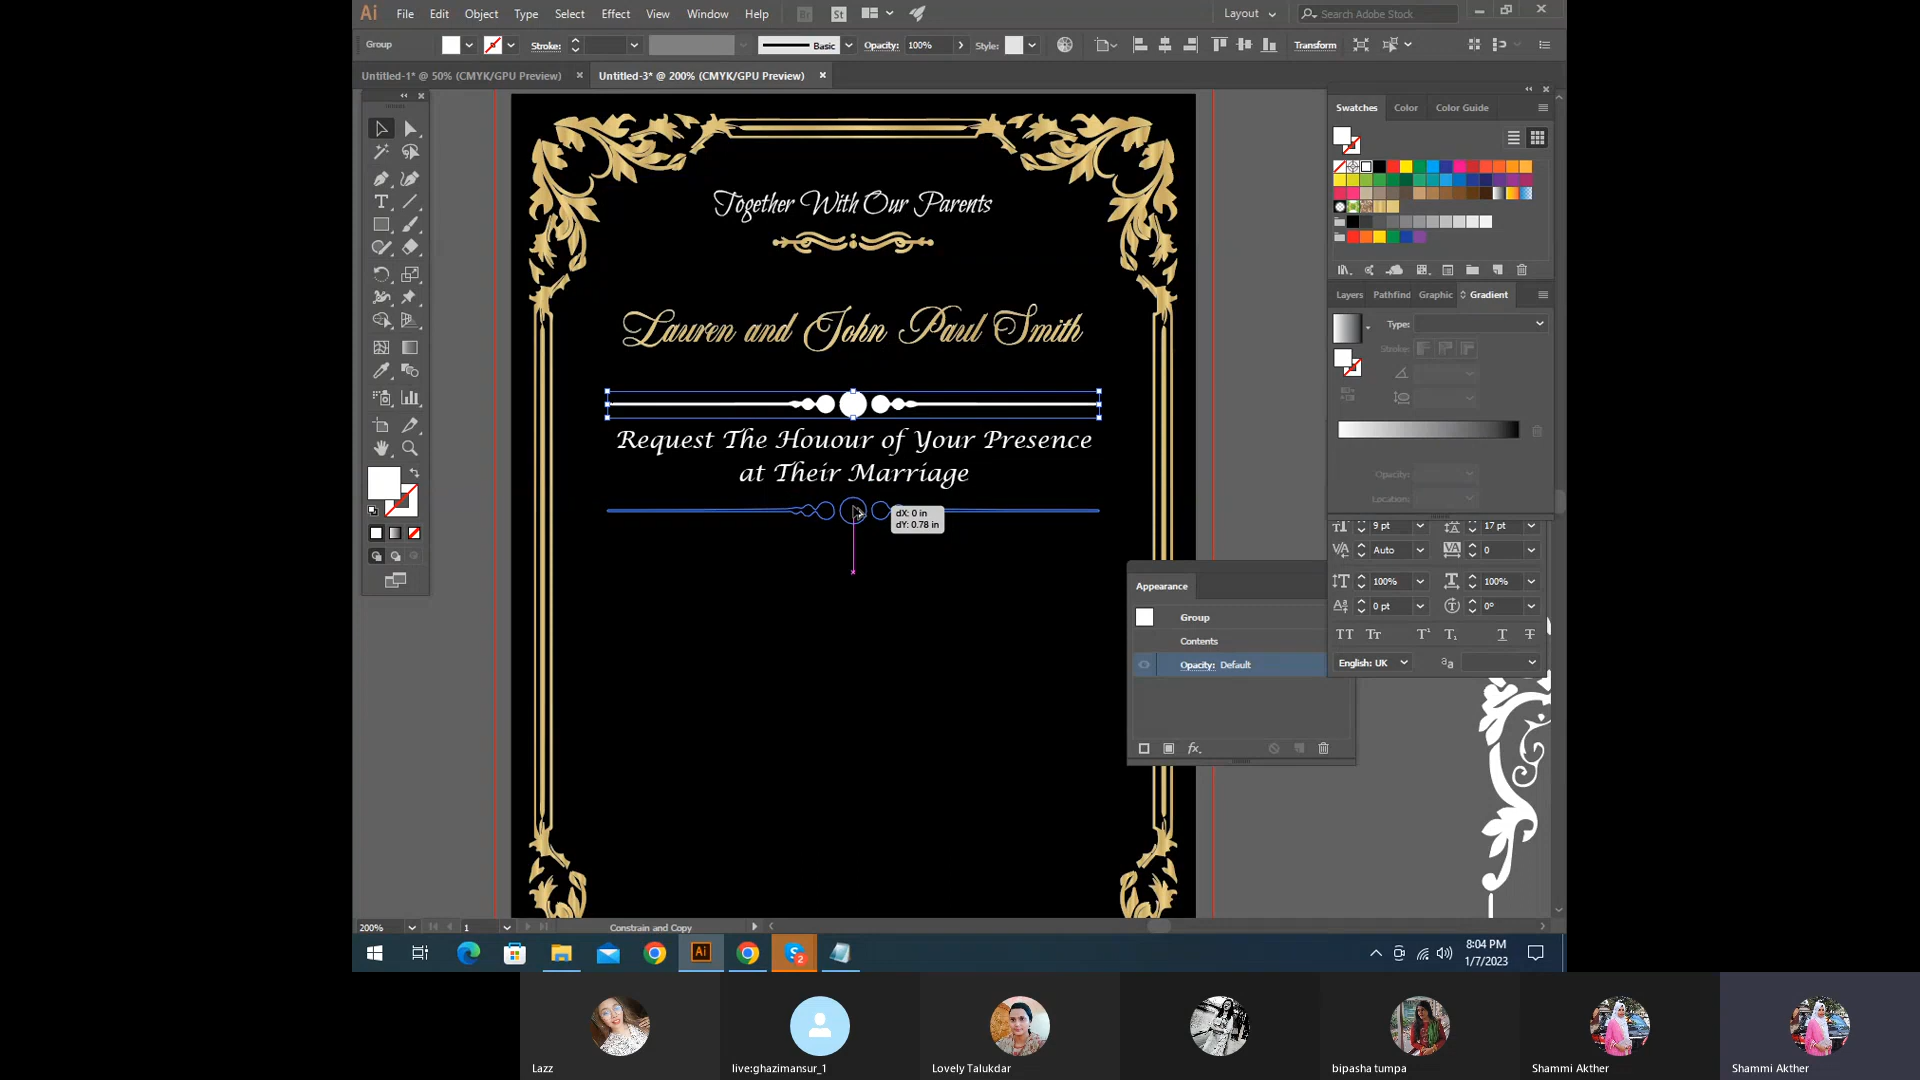 Ai File Edit Object Type Select Effect View Window Help Br St Layout Search Adobe Stock
Group Stroke: Basic Opacity: 100% Style: Transform
Untitled-1* @ 50% (CMYK/GPU Preview) Untitled-3* @ 200% (CMYK/GPU Preview)
Swatches Color Color Guide
Together With Our Parents
Layers Pathfind Graphic Gradient
Type:
Lauren and John Paul Smith
Stroke:
Request The Houour of Your Presence
at Their Marriage
Opacity:
Location:
dX: 0 in
dY: 0.78 in
9 pt 17 pt
Auto 0
100% 100%
0 pt 0°
English: UK
Appearance
Group
Contents
Opacity: Default
fx
200% 1 Constrain and Copy
Ai 2
8:04 PM
1/7/2023
Lazz live:ghazimansur_1 Lovely Talukdar bipasha tumpa Shammi Akther Shammi Akther